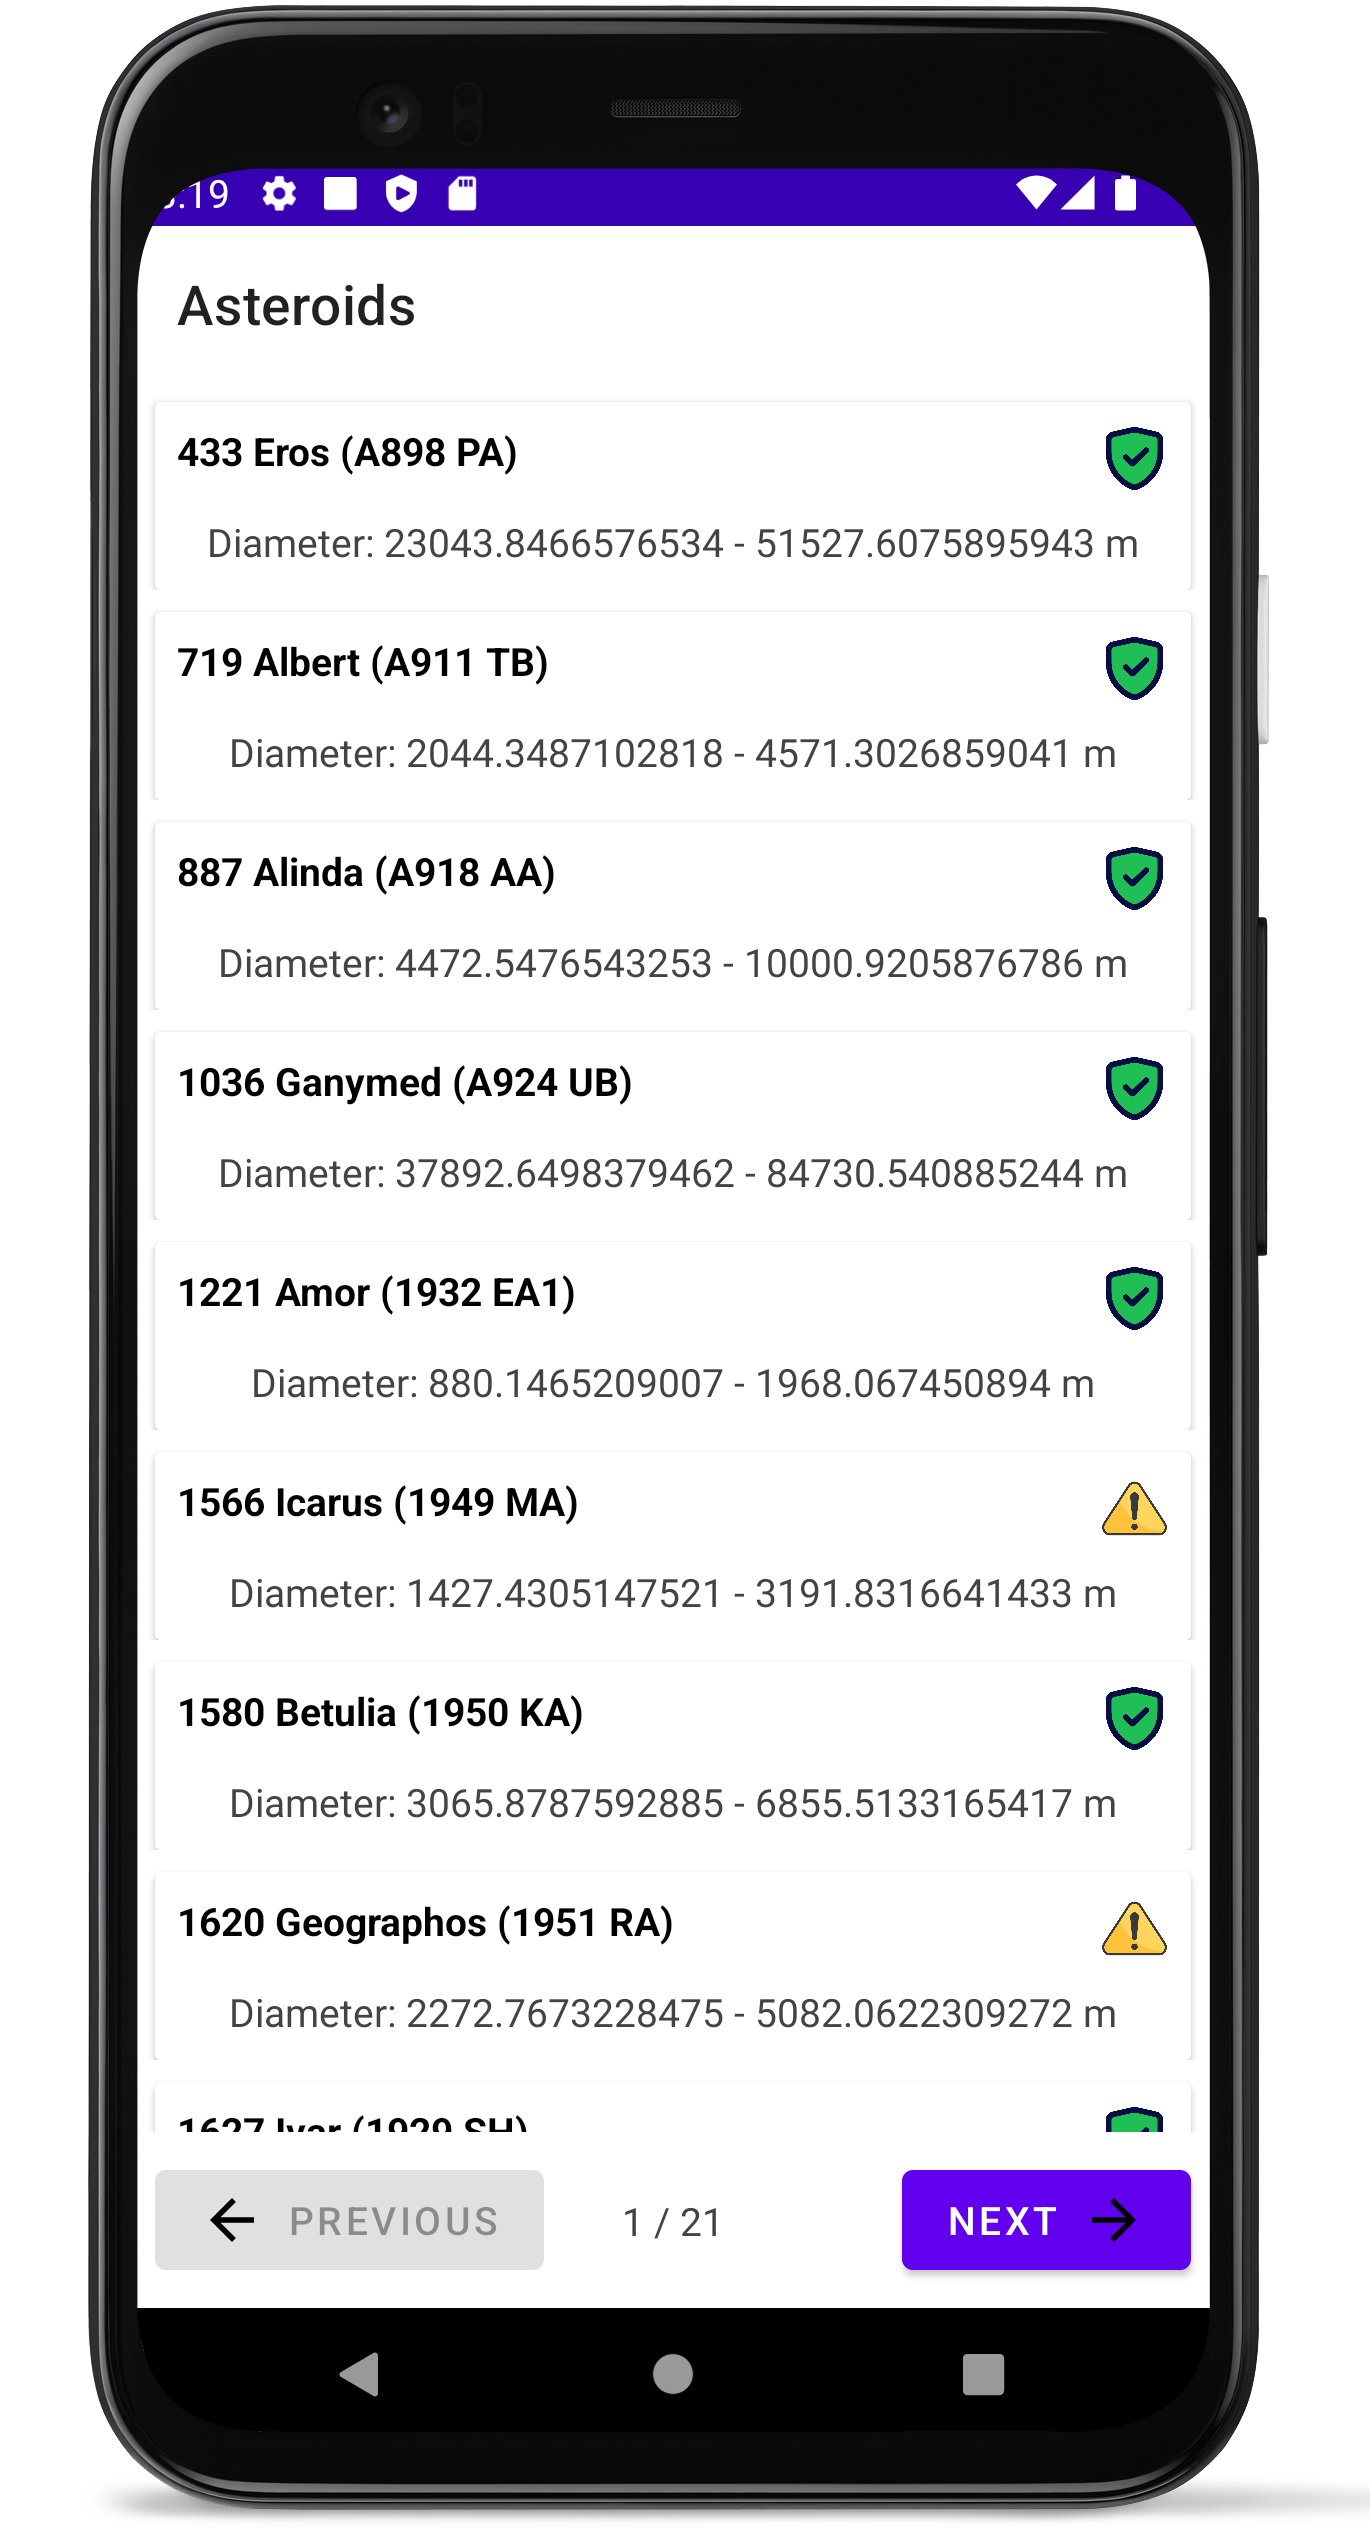 :19
Asteroids
433 Eros (A898 PA)
Diameter: 23043.8466576534 - 51527.6075895943 m
719 Albert (A911 TB)
Diameter: 2044.3487102818 - 4571.3026859041 m
887 Alinda (A918 AA)
Diameter: 4472.5476543253 - 10000.9205876786 m
1036 Ganymed (A924 UB)
Diameter: 37892.6498379462 - 84730.540885244 m
1221 Amor (1932 EA1)
Diameter: 880.1465209007 - 1968.067450894 m
1566 Icarus (1949 MA)
Diameter: 1427.4305147521 - 3191.8316641433 m
1580 Betulia (1950 KA)
Diameter: 3065.8787592885 - 6855.5133165417 m
1620 Geographos (1951 RA)
Diameter: 2272.7673228475 - 5082.0622309272 m
1627 Ivar (1929 SH)
PREVIOUS 1 / 21 NEXT